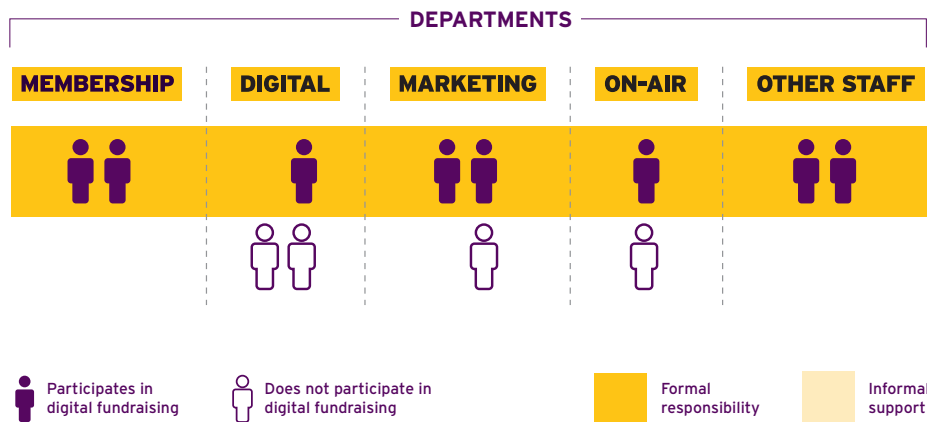 DEPARTMENTS
MEMBERSHIP
DIGITAL
MARKETING
ON-AIR
OTHER STAFF
Participates in
digital fundraising
Does not participate in
digital fundraising
Formal
responsibility
Informal
support